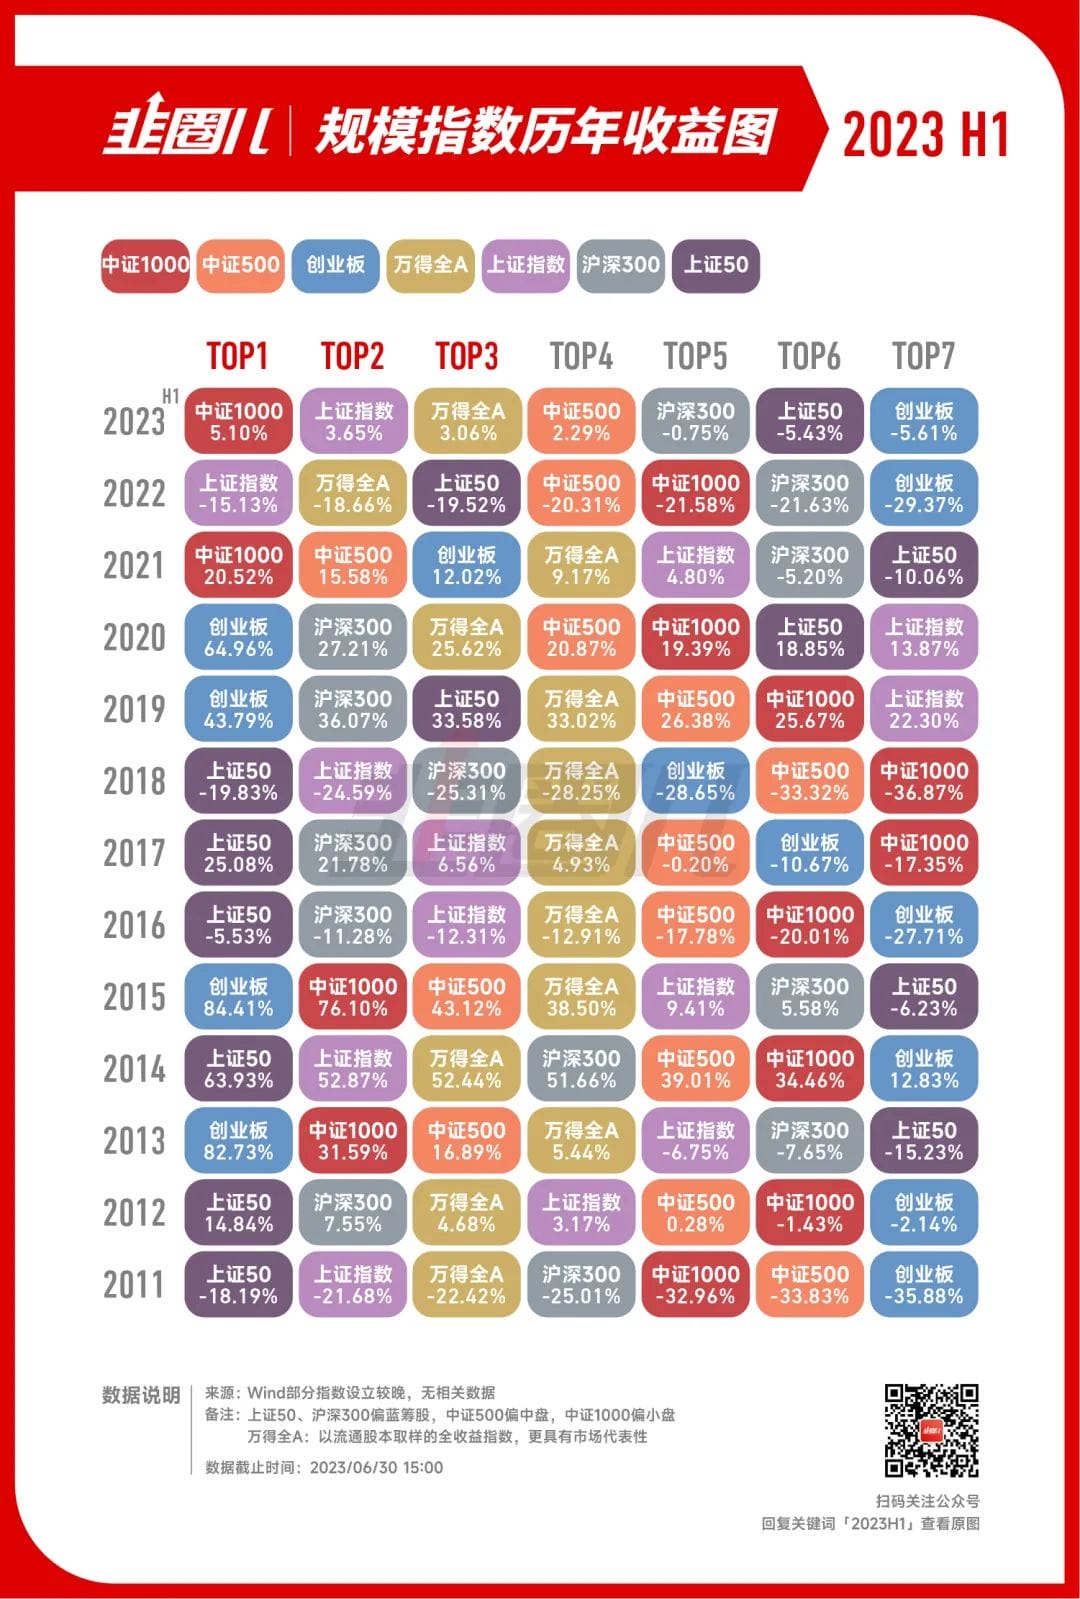 韭圈儿 规模指数历年收益图 2023 H1
中证1000 中证500 创业板 万得全A 上证指数 沪深300 上证50
TOP1 TOP2 TOP3 TOP4 TOP5 TOP6 TOP7
2023 H1 中证1000 上证指数 万得全A 中证500 沪深300 上证50 创业板
5.10% 3.65% 3.06% 2.29% -0.75% -5.43% -5.61%
2022 上证指数 万得全A 上证50 中证500 中证1000 沪深300 创业板
-15.13% -18.66% -19.52% -20.31% -21.58% -21.63% -29.37%
2021 中证1000 中证500 创业板 万得全A 上证指数 沪深300 上证50
20.52% 15.58% 12.02% 9.17% 4.80% -5.20% -10.06%
2020 创业板 沪深300 万得全A 中证500 中证1000 上证50 上证指数
64.96% 27.21% 25.62% 20.87% 19.39% 18.85% 13.87%
2019 创业板 沪深300 上证50 万得全A 中证500 中证1000 上证指数
43.79% 36.07% 33.58% 33.02% 26.38% 25.67% 22.30%
2018 上证50 上证指数 沪深300 万得全A 创业板 中证500 中证1000
-19.83% -24.59% -25.31% -28.25% -28.65% -33.32% -36.87%
2017 上证50 沪深300 上证指数 万得全A 中证500 创业板 中证1000
25.08% 21.78% 6.56% 4.93% -0.20% -10.67% -17.35%
2016 上证50 沪深300 上证指数 万得全A 中证500 中证1000 创业板
-5.53% -11.28% -12.31% -12.91% -17.78% -20.01% -27.71%
2015 创业板 中证1000 中证500 万得全A 上证指数 沪深300 上证50
84.41% 76.10% 43.12% 38.50% 9.41% 5.58% -6.23%
2014 上证50 上证指数 万得全A 沪深300 中证500 中证1000 创业板
63.93% 52.87% 52.44% 51.66% 39.01% 34.46% 12.83%
2013 创业板 中证1000 中证500 万得全A 上证指数 沪深300 上证50
82.73% 31.59% 16.89% 5.44% -6.75% -7.65% -15.23%
2012 上证50 沪深300 万得全A 上证指数 中证500 中证1000 创业板
14.84% 7.55% 4.68% 3.17% 0.28% -1.43% -2.14%
2011 上证50 上证指数 万得全A 沪深300 中证1000 中证500 创业板
-18.19% -21.68% -22.42% -25.01% -32.96% -33.83% -35.88%
韭圈儿
数据说明 来源：Wind部分指数设立较晚，无相关数据
备注：上证50、沪深300偏蓝筹股，中证500偏中盘，中证1000偏小盘
万得全A：以流通股本取样的全收益指数，更具有市场代表性
数据截止时间：2023/06/30 15:00
韭圈儿
扫码关注公众号
回复关键词「2023H1」查看原图